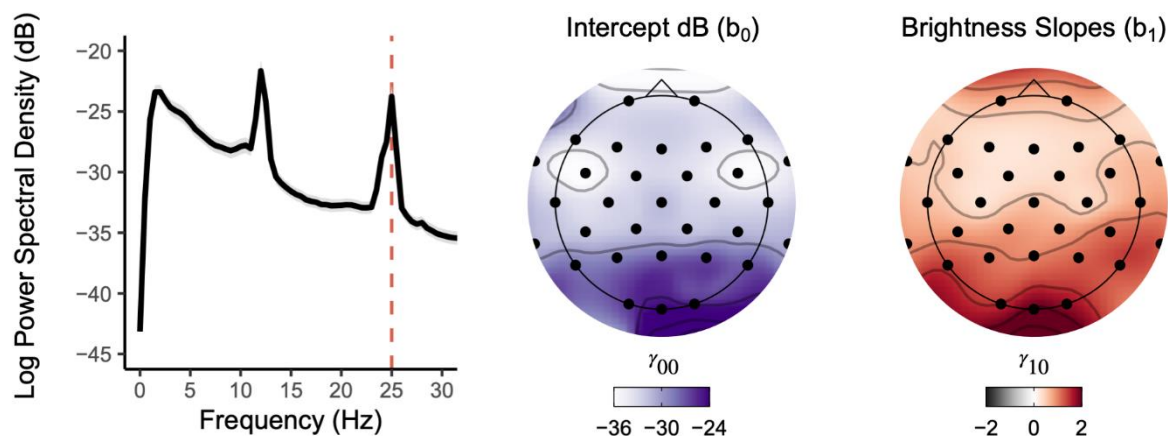 Log Power Spectral Density (dB)
−20
−25
−30
−35
−40
−45
0 5 10 15 20 25 30
Frequency (Hz)
Intercept dB (b₀)
γ₀₀
−36 −30 −24
Brightness Slopes (b₁)
γ₁₀
−2 0 2